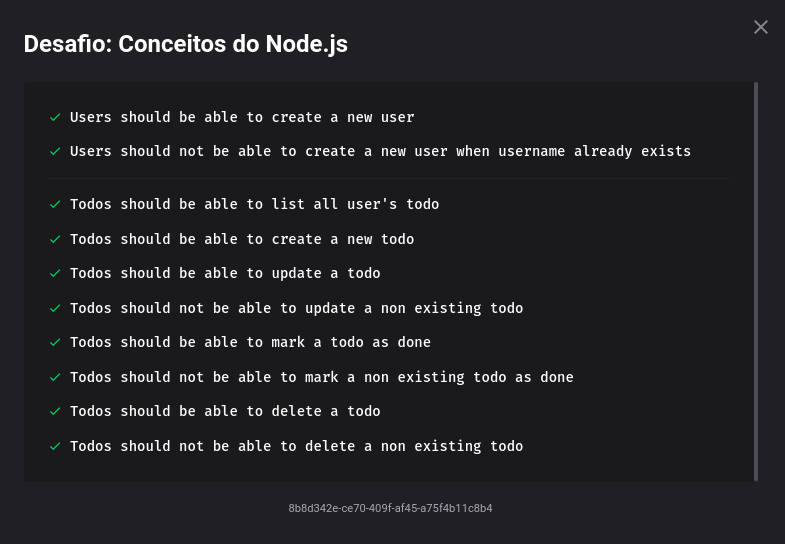 Desafio: Conceitos do Node.js
Users should be able to create a new user
Users should not be able to create a new user when username already exists
Todos should be able to list all user's todo
Todos should be able to create a new todo
Todos should be able to update a todo
Todos should not be able to update a non existing todo
Todos should be able to mark a todo as done
Todos should not be able to mark a non existing todo as done
Todos should be able to delete a todo
Todos should not be able to delete a non existing todo
8b8d342e-ce70-409f-af45-a75f4b11c8b4